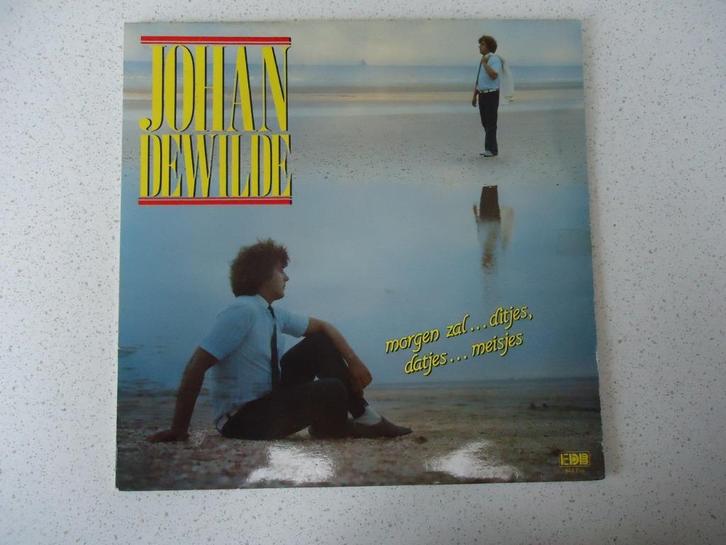 JOHAN
DEWILDE
morgen zal...ditjes,
datjes...meisjes
EDB